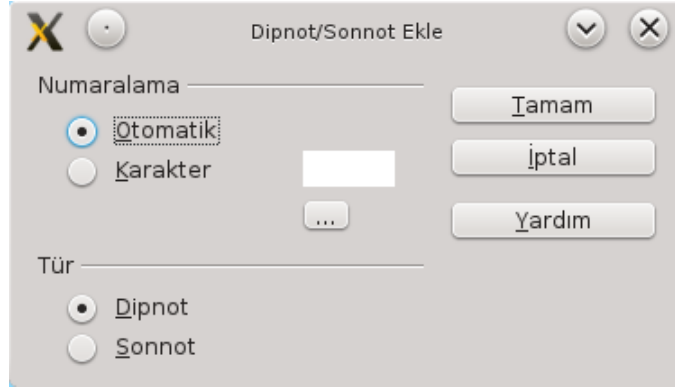 Dipnot/Sonnot Ekle
Numaralama
Otomatik
Karakter
...
Tür
Dipnot
Sonnot
Tamam
İptal
Yardım